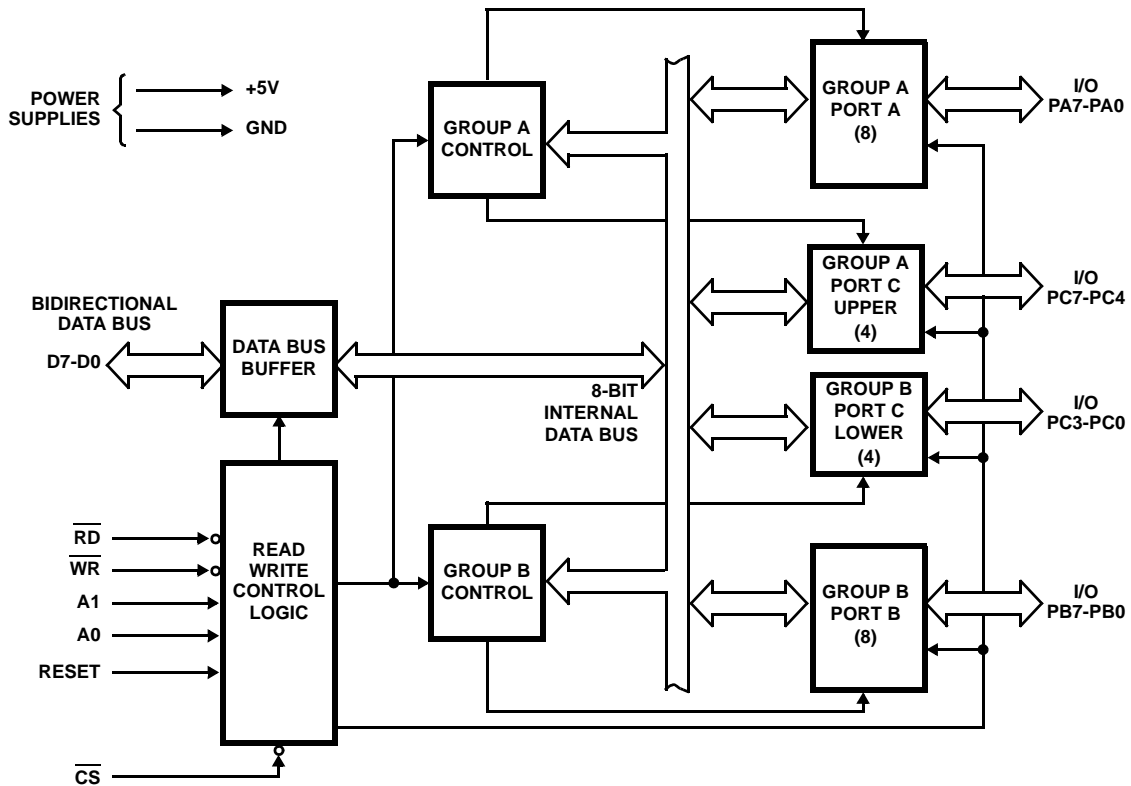 POWER
SUPPLIES
+5V
GND
GROUP A
CONTROL
GROUP A
PORT A
(8)
I/O
PA7-PA0
GROUP A
PORT C
UPPER
(4)
I/O
PC7-PC4
BIDIRECTIONAL
DATA BUS
D7-D0
DATA BUS
BUFFER
8-BIT
INTERNAL
DATA BUS
GROUP B
PORT C
LOWER
(4)
I/O
PC3-PC0
RD
WR
A1
A0
RESET
CS
READ
WRITE
CONTROL
LOGIC
GROUP B
CONTROL
GROUP B
PORT B
(8)
I/O
PB7-PB0